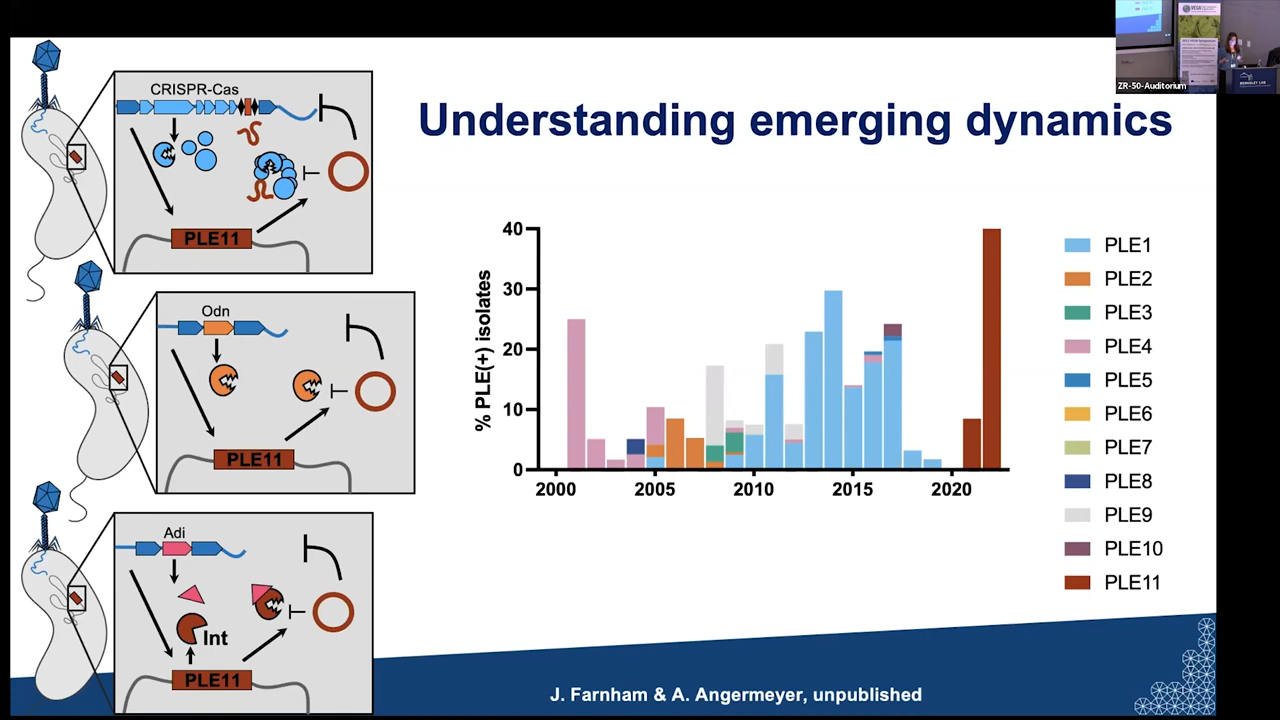 ZR-50-Auditorium
Understanding emerging dynamics
CRISPR-Cas
PLE11
Odn
PLE11
Adi
Int
PLE11
% PLE(+) isolates
40
30
20
10
0
2000 2005 2010 2015 2020
PLE1
PLE2
PLE3
PLE4
PLE5
PLE6
PLE7
PLE8
PLE9
PLE10
PLE11
J. Farnham & A. Angermeyer, unpublished
BERKELEY LAB